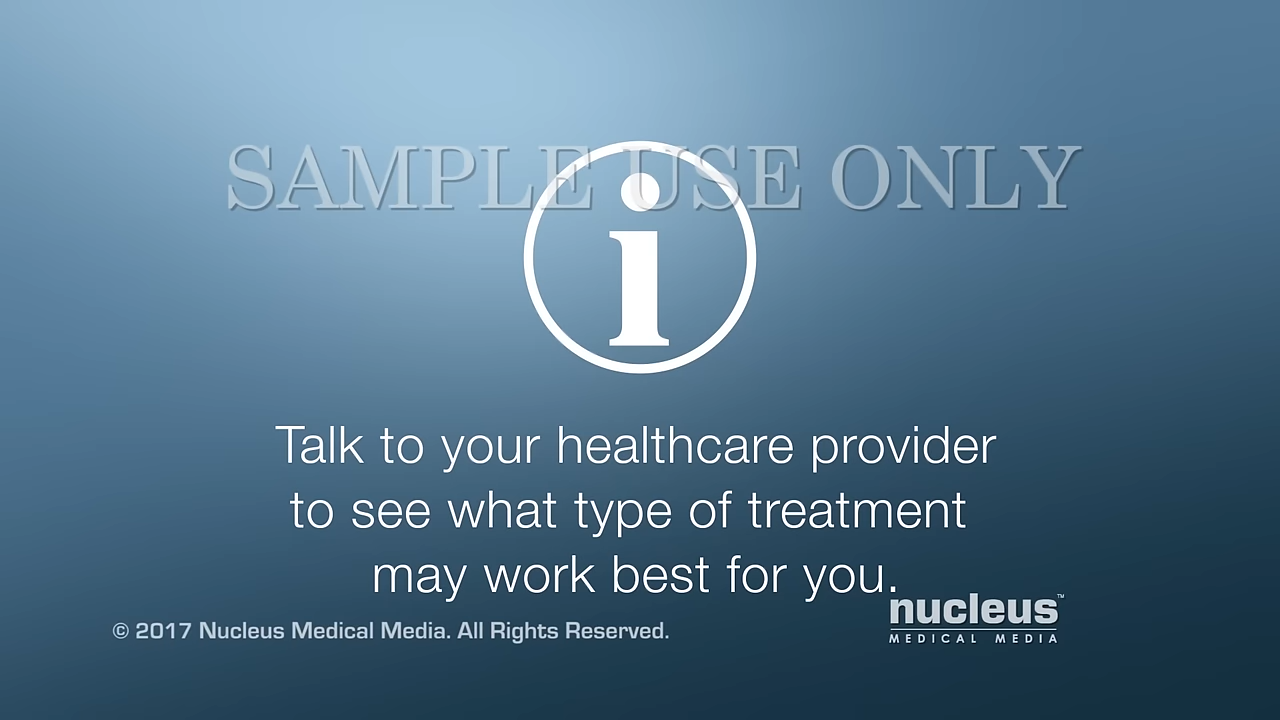 SAMPLE USE ONLY
i
Talk to your healthcare provider
to see what type of treatment
may work best for you.
© 2017 Nucleus Medical Media. All Rights Reserved.
nucleus™
MEDICAL MEDIA